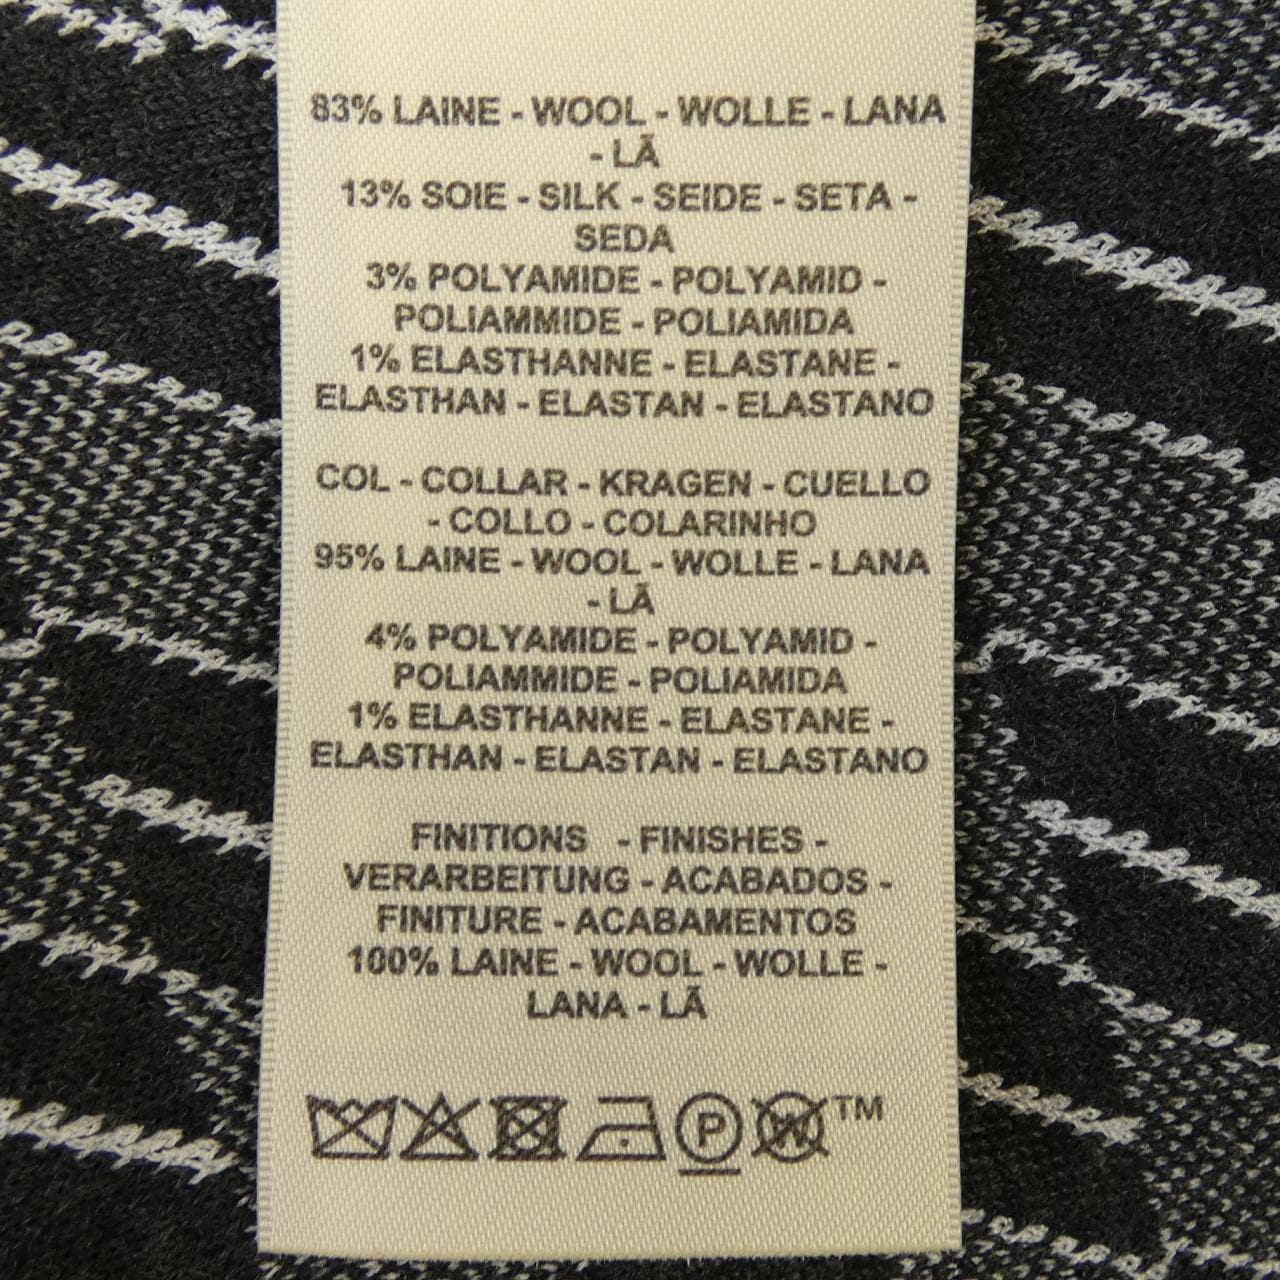 83% LAINE - WOOL - WOLLE - LANA
- LÃ
13% SOIE - SILK - SEIDE - SETA -
SEDA
3% POLYAMIDE - POLYAMID -
POLIAMMIDE - POLIAMIDA
1% ELASTHANNE - ELASTANE -
ELASTHAN - ELASTAN - ELASTANO
COL - COLLAR - KRAGEN - CUELLO
- COLLO - COLARINHO
95% LAINE - WOOL - WOLLE - LANA
- LÃ
4% POLYAMIDE - POLYAMID -
POLIAMMIDE - POLIAMIDA
1% ELASTHANNE - ELASTANE -
ELASTHAN - ELASTAN - ELASTANO
FINITIONS - FINISHES -
VERARBEITUNG - ACABADOS -
FINITURE - ACABAMENTOS
100% LAINE - WOOL - WOLLE -
LANA - LÃ
P W TM